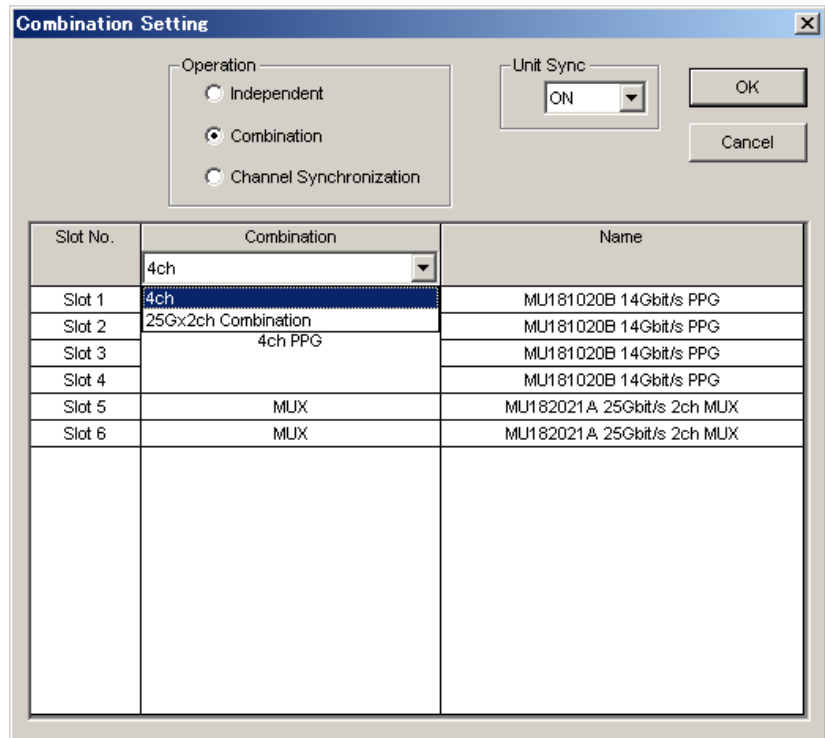 Combination Setting
Operation
Independent
Combination
Channel Synchronization
Unit Sync
ON
OK
Cancel
Slot No. Combination Name
4ch
4ch
25Gx2ch Combination
4ch PPG
Slot 1 MU181020B 14Gbit/s PPG
Slot 2 MU181020B 14Gbit/s PPG
Slot 3 MU181020B 14Gbit/s PPG
Slot 4 MU181020B 14Gbit/s PPG
Slot 5 MUX MU182021A 25Gbit/s 2ch MUX
Slot 6 MUX MU182021A 25Gbit/s 2ch MUX